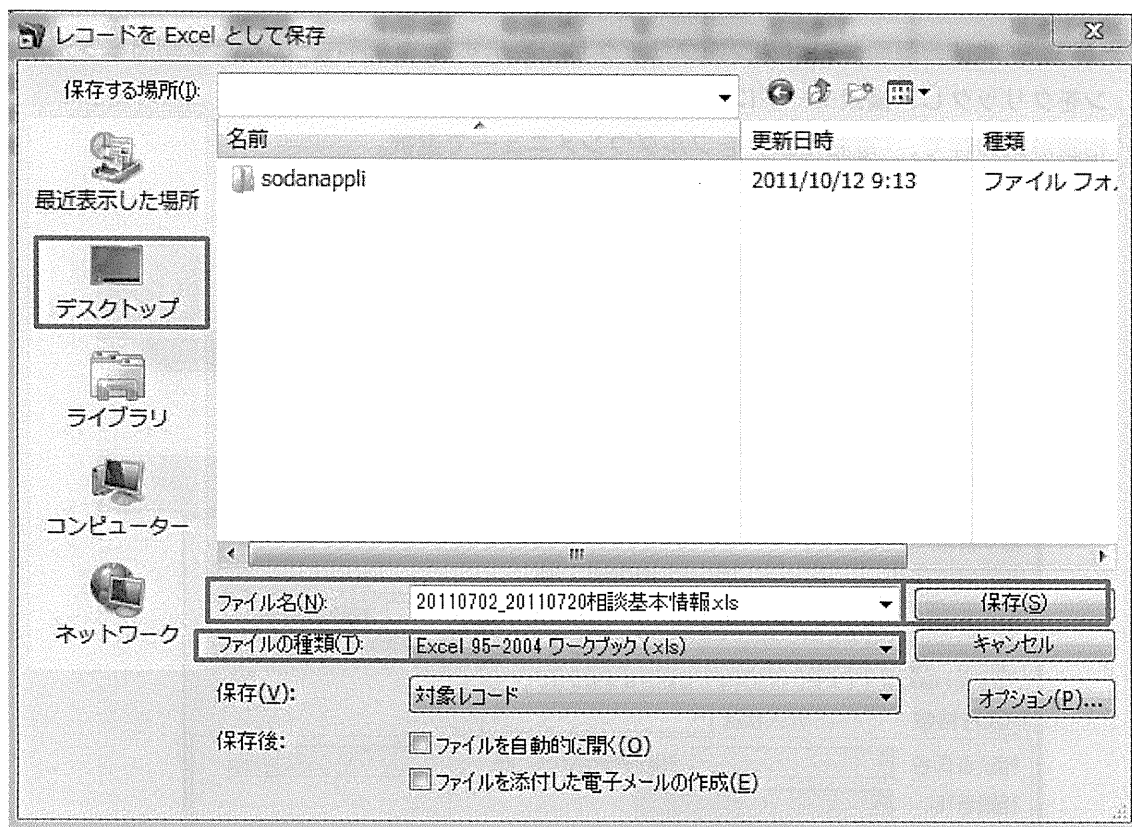 レコードを Excel として保存
保存する場所(I):
名前
更新日時
種類
sodanappli
2011/10/12 9:13
ファイル フォ
最近表示した場所
デスクトップ
ライブラリ
コンピューター
ネットワーク
ファイル名(N):
20110702_20110720相談基本情報.xls
保存(S)
ファイルの種類(T):
Excel 95-2004 ワークブック (.xls)
キャンセル
保存(V):
対象レコード
オプション(P)...
保存後:
ファイルを自動的に開く(O)
ファイルを添付した電子メールの作成(E)